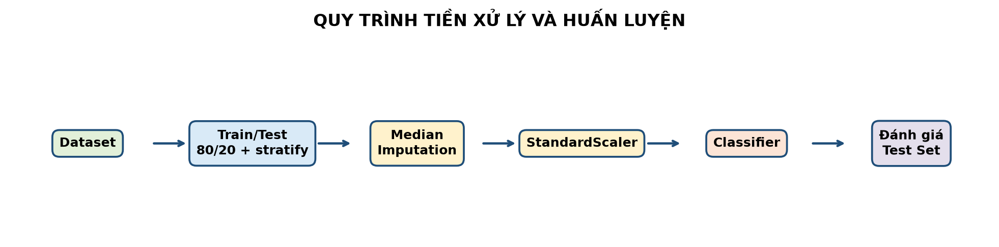 QUY TRÌNH TIỀN XỬ LÝ VÀ HUẤN LUYỆN
Dataset
Train/Test
80/20 + stratify
Median
Imputation
StandardScaler
Classifier
Đánh giá
Test Set